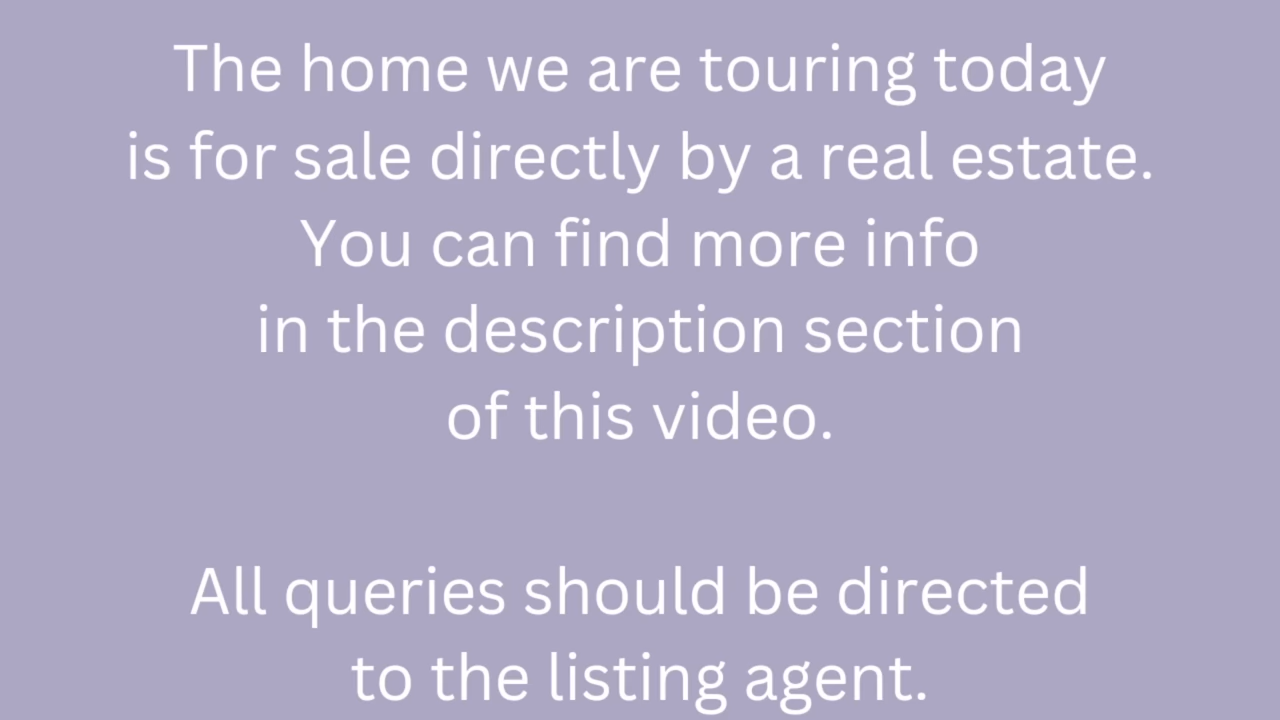 The home we are touring today
is for sale directly by a real estate.
You can find more info
in the description section
of this video.
All queries should be directed
to the listing agent.